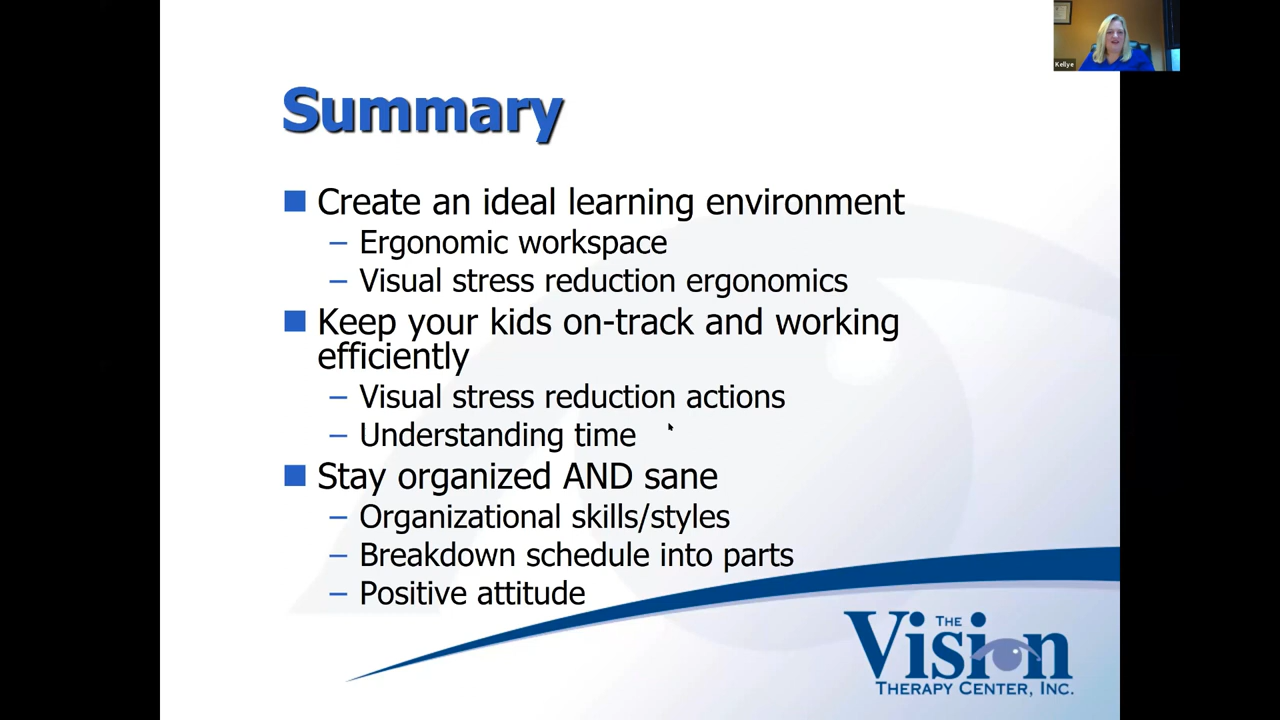 Kellye
Summary
Create an ideal learning environment
– Ergonomic workspace
– Visual stress reduction ergonomics
Keep your kids on-track and working
efficiently
– Visual stress reduction actions
– Understanding time
Stay organized AND sane
– Organizational skills/styles
– Breakdown schedule into parts
– Positive attitude
THE
Vision
THERAPY CENTER, INC.